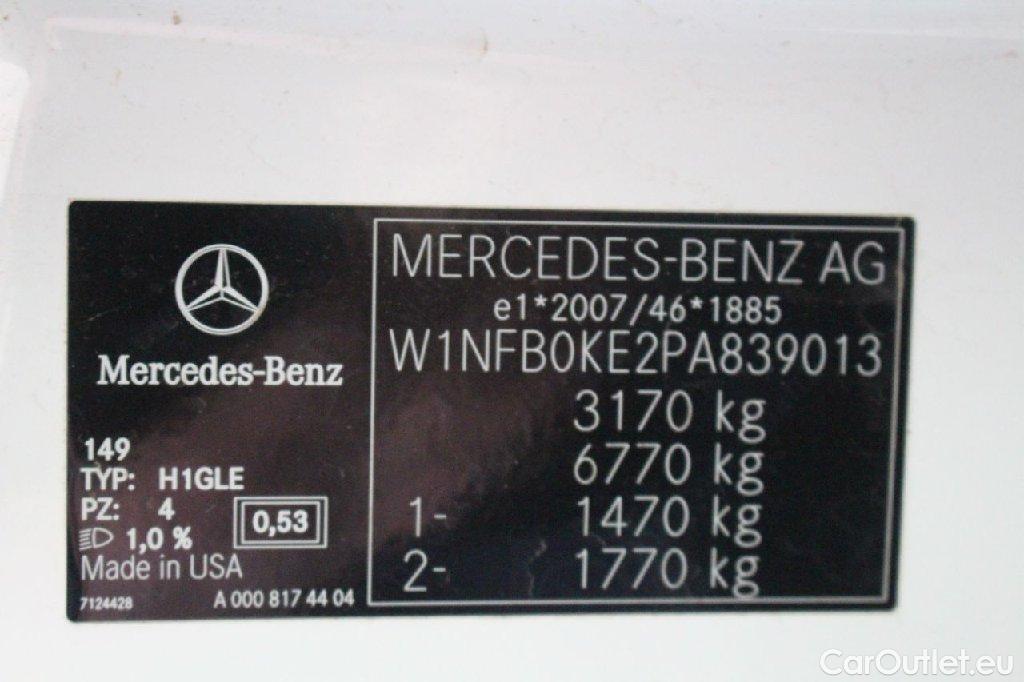 Mercedes-Benz
149
TYP: H1GLE
PZ: 4
1,0 %
0,53
Made in USA
7124428
A 000 817 44 04
MERCEDES-BENZ AG
e1*2007/46*1885
W1NFB0KE2PA839013
3170 kg
6770 kg
1- 1470 kg
2- 1770 kg
CarOutlet.eu